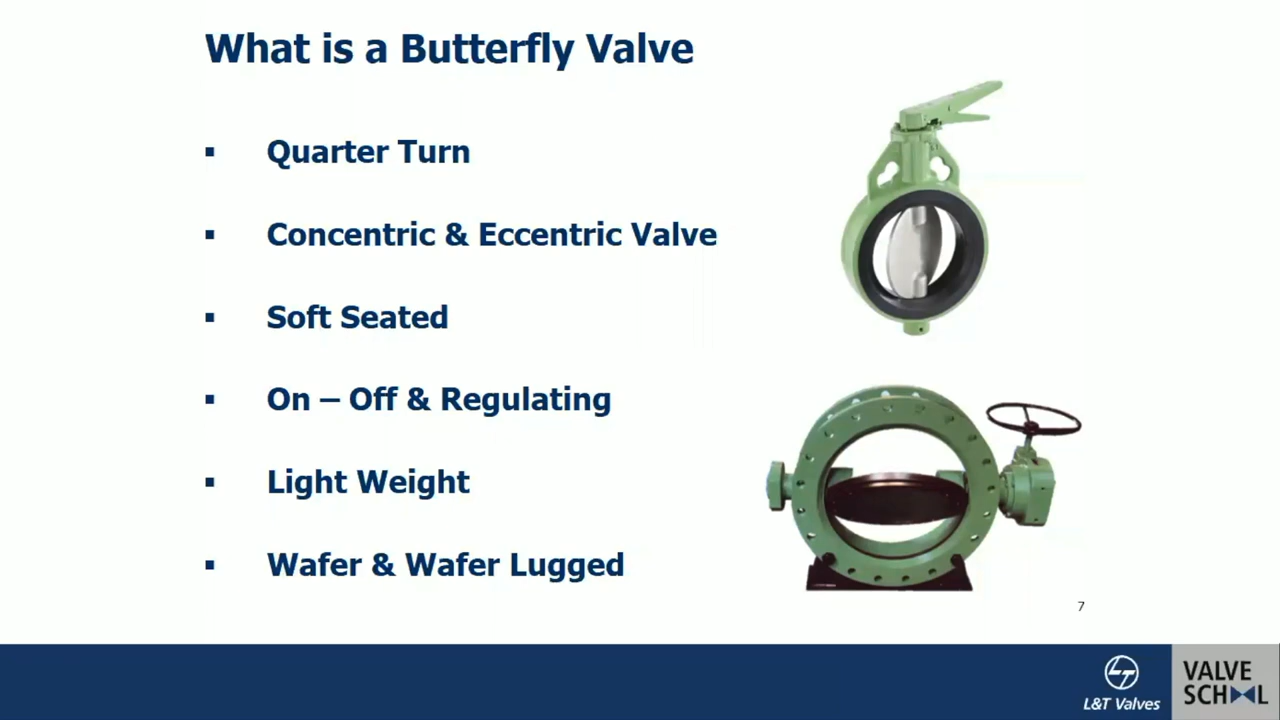 What is a Butterfly Valve
▪ Quarter Turn
▪ Concentric & Eccentric Valve
▪ Soft Seated
▪ On – Off & Regulating
▪ Light Weight
▪ Wafer & Wafer Lugged
7
L&T Valves
VALVE
SCHOOL